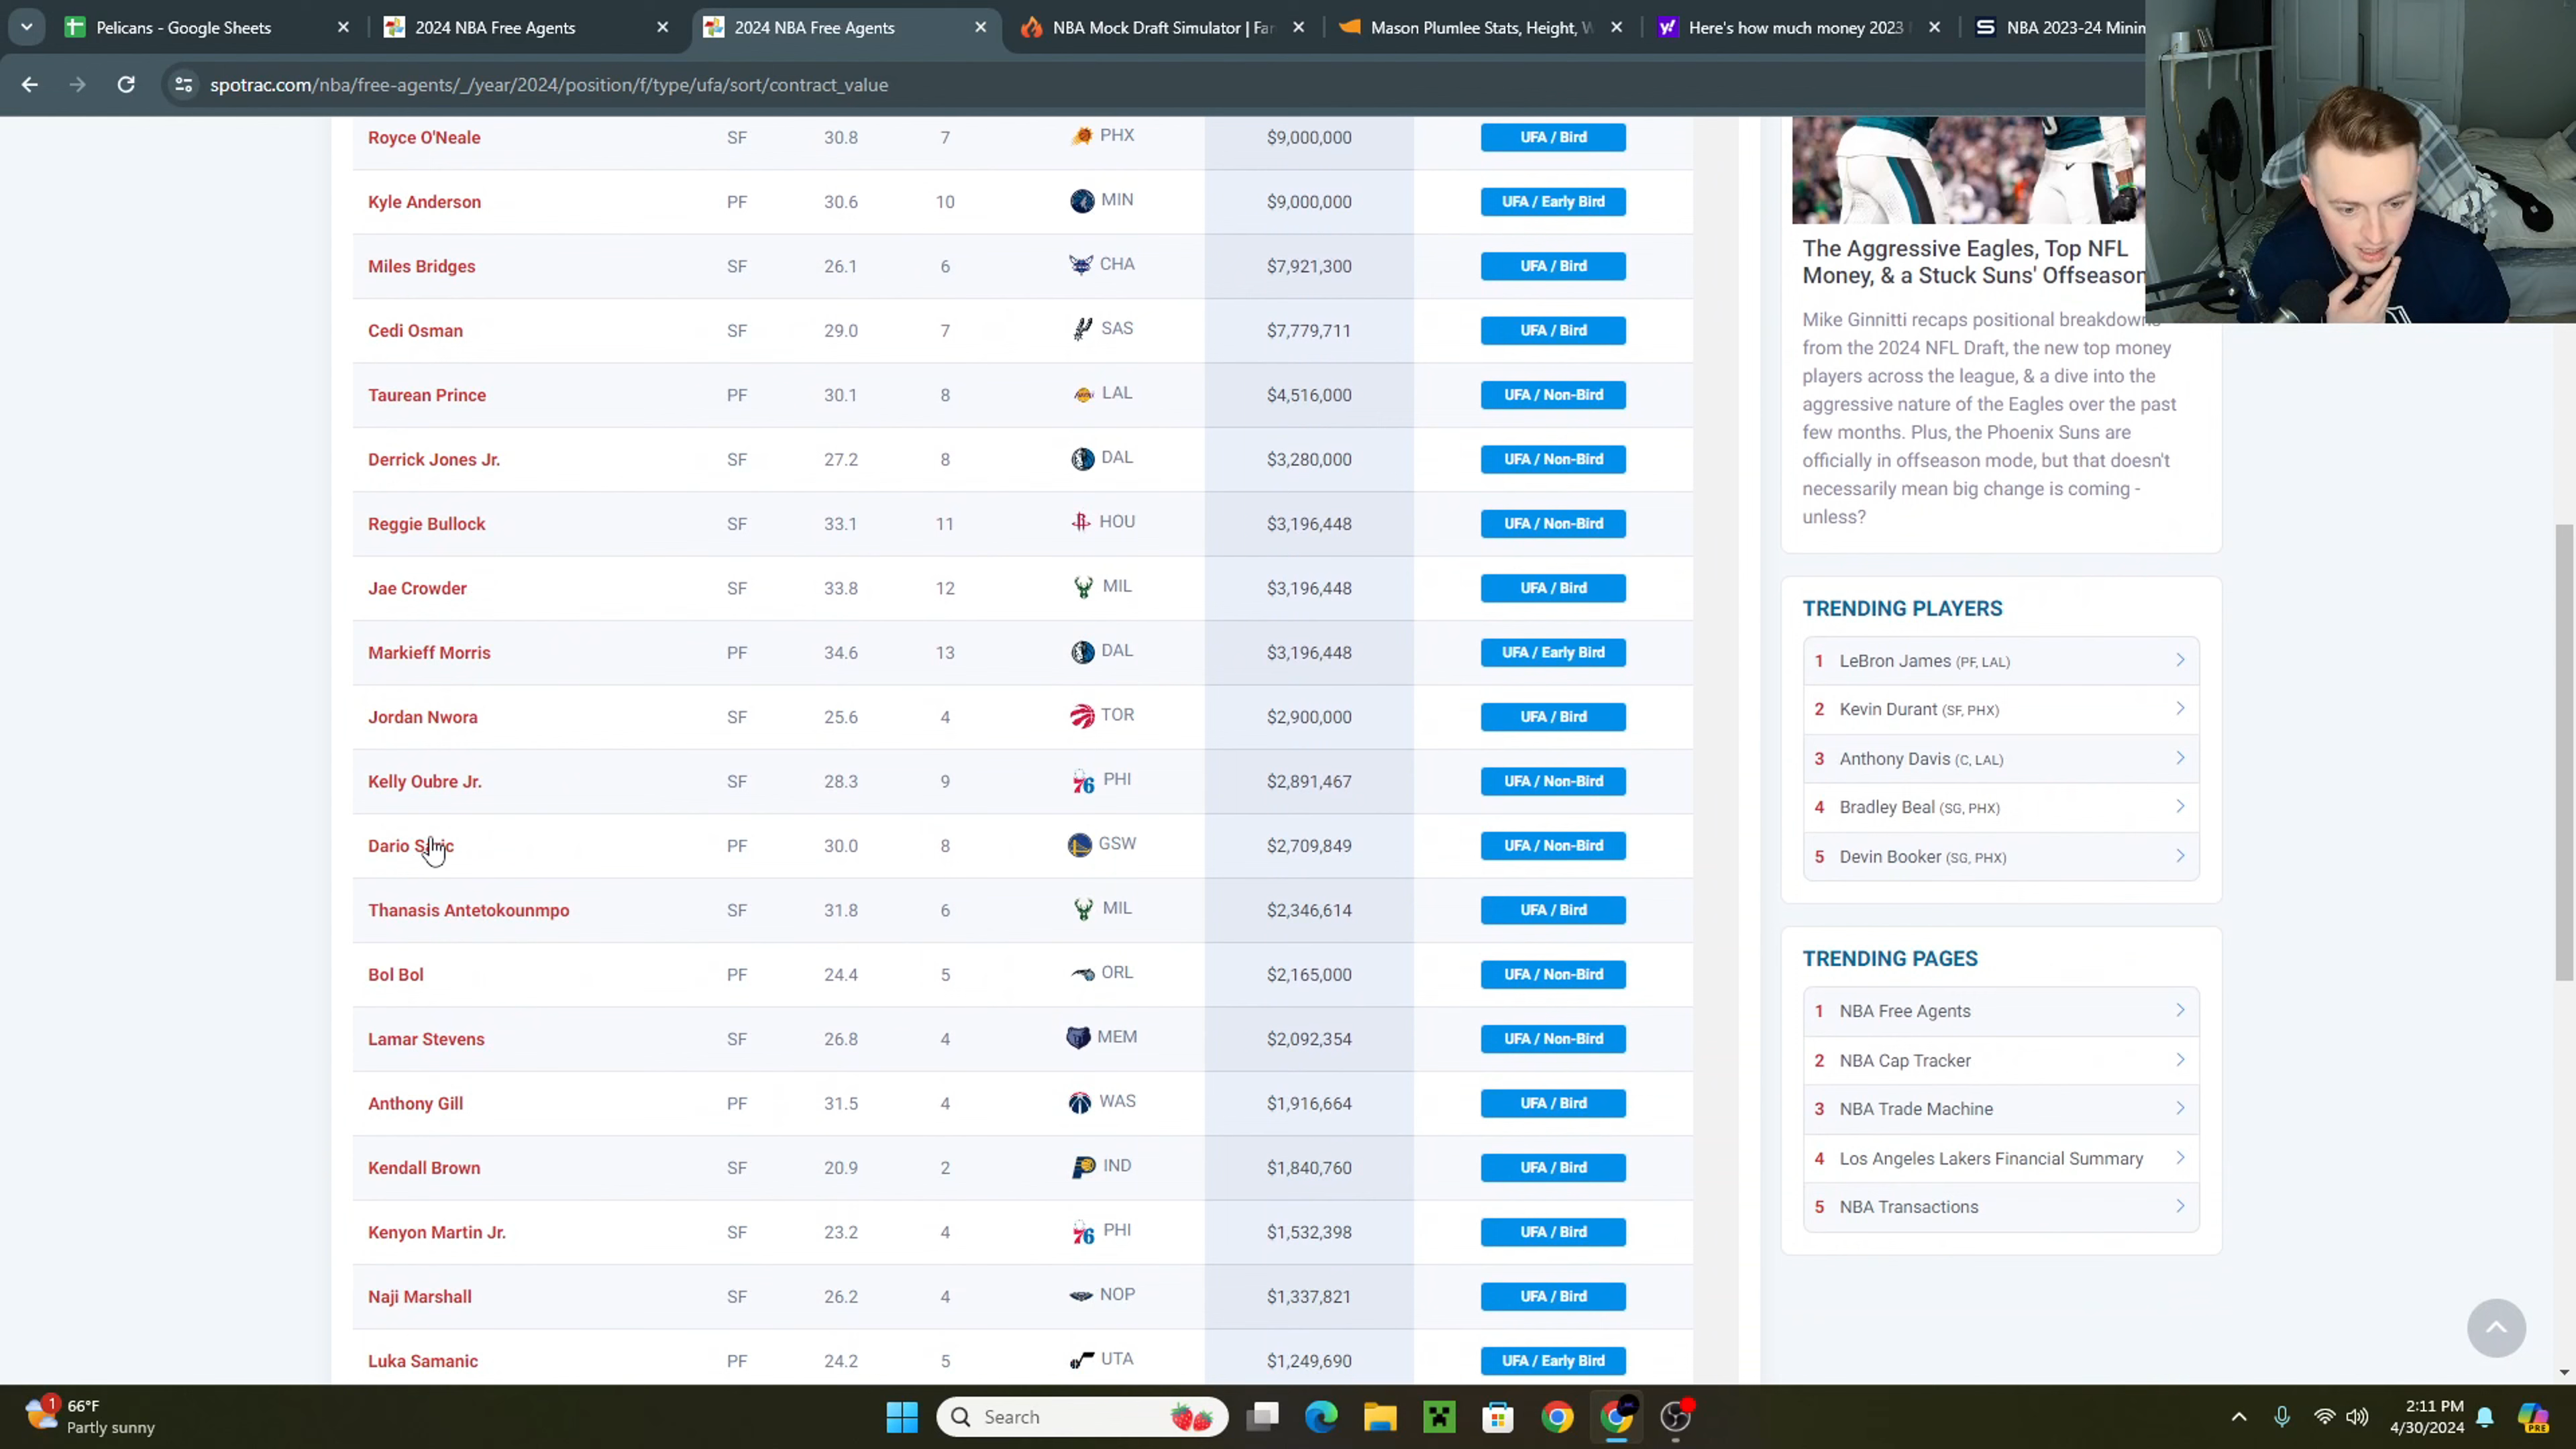 Pelicans - Google Sheets
2024 NBA Free Agents
2024 NBA Free Agents
NBA Mock Draft Simulator | Fan
Mason Plumlee Stats, Height, W
Here's how much money 2023
NBA 2023-24 Minin
spotrac.com/nba/free-agents/_/year/2024/position/f/type/ufa/sort/contract_value
Royce O'Neale SF 30.8 7 PHX $9,000,000 UFA / Bird
Kyle Anderson PF 30.6 10 MIN $9,000,000 UFA / Early Bird
Miles Bridges SF 26.1 6 CHA $7,921,300 UFA / Bird
Cedi Osman SF 29.0 7 SAS $7,779,711 UFA / Bird
Taurean Prince PF 30.1 8 LAL $4,516,000 UFA / Non-Bird
Derrick Jones Jr. SF 27.2 8 DAL $3,280,000 UFA / Non-Bird
Reggie Bullock SF 33.1 11 HOU $3,196,448 UFA / Non-Bird
Jae Crowder SF 33.8 12 MIL $3,196,448 UFA / Bird
Markieff Morris PF 34.6 13 DAL $3,196,448 UFA / Early Bird
Jordan Nwora SF 25.6 4 TOR $2,900,000 UFA / Bird
Kelly Oubre Jr. SF 28.3 9 PHI $2,891,467 UFA / Non-Bird
Dario PF 30.0 8 GSW $2,709,849 UFA / Non-Bird
Thanasis Antetokounmpo SF 31.8 6 MIL $2,346,614 UFA / Bird
Bol Bol PF 24.4 5 ORL $2,165,000 UFA / Non-Bird
Lamar Stevens SF 26.8 4 MEM $2,092,354 UFA / Non-Bird
Anthony Gill PF 31.5 4 WAS $1,916,664 UFA / Bird
Kendall Brown SF 20.9 2 IND $1,840,760 UFA / Bird
Kenyon Martin Jr. SF 23.2 4 76 PHI $1,532,398 UFA / Bird
Naji Marshall SF 26.2 4 NOP $1,337,821 UFA / Bird
Luka Samanic PF 24.2 5 UTA $1,249,690 UFA / Early Bird
The Aggressive Eagles, Top NFL
Money, & a Stuck Suns' Offseason
Mike Ginnitti recaps positional breakdowns
from the 2024 NFL Draft, the new top money
players across the league, & a dive into the
aggressive nature of the Eagles over the past
few months. Plus, the Phoenix Suns are
officially in offseason mode, but that doesn't
necessarily mean big change is coming -
unless?
TRENDING PLAYERS
1 LeBron James (PF, LAL)
2 Kevin Durant (SF, PHX)
3 Anthony Davis (C, LAL)
4 Bradley Beal (SG, PHX)
5 Devin Booker (SG, PHX)
TRENDING PAGES
1 NBA Free Agents
2 NBA Cap Tracker
3 NBA Trade Machine
4 Los Angeles Lakers Financial Summary
5 NBA Transactions
1
66°F
Partly sunny
Search
2:11 PM
4/30/2024
PRE